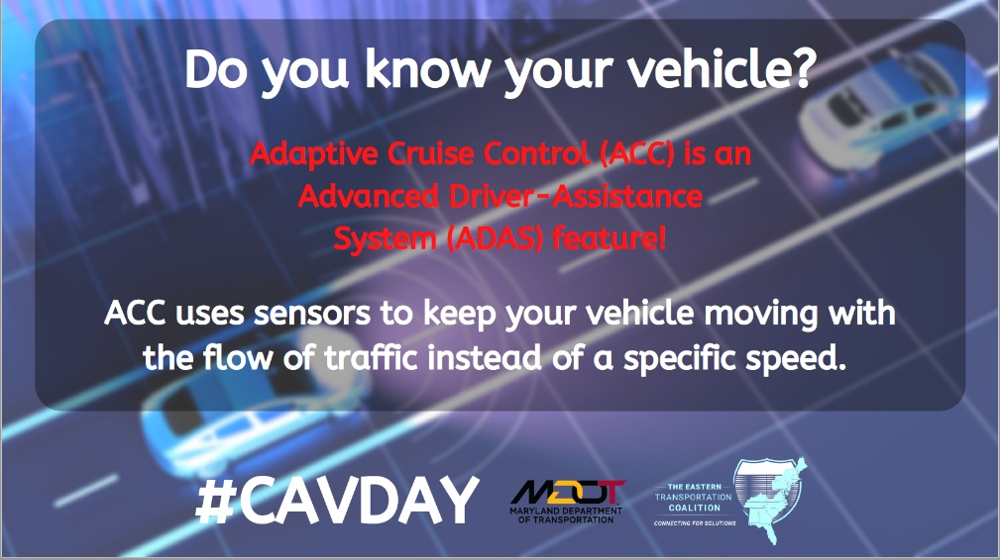 Do you know your vehicle?
Adaptive Cruise Control (ACC) is an
Advanced Driver-Assistance
System (ADAS) feature!
ACC uses sensors to keep your vehicle moving with
the flow of traffic instead of a specific speed.
#CAVDAY
MDOT
MARYLAND DEPARTMENT
OF TRANSPORTATION
THE EASTERN
TRANSPORTATION
COALITION
CONNECTING FOR SOLUTIONS